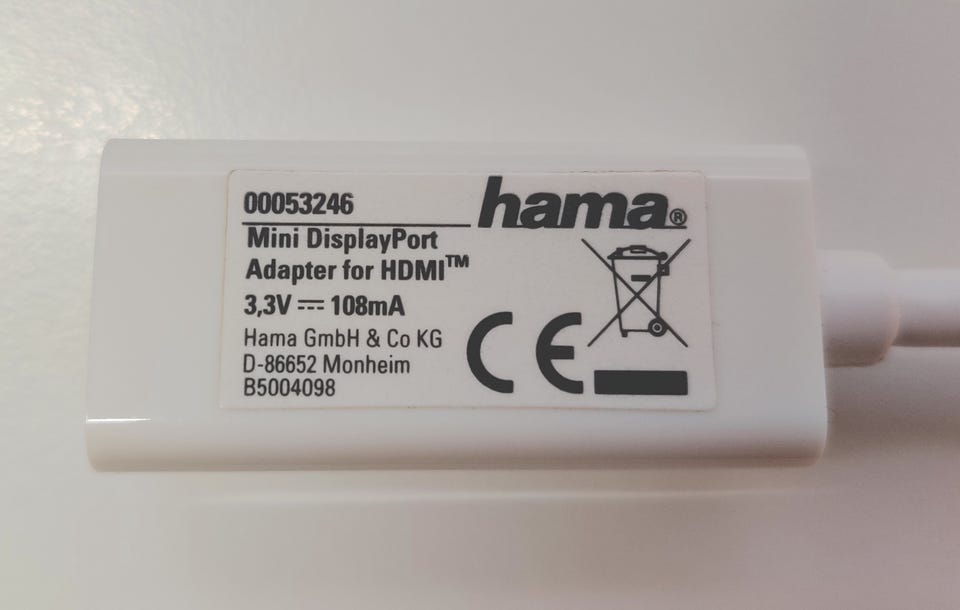 00053246
hama®
Mini DisplayPort
Adapter for HDMI™
3,3V ⎓ 108mA
Hama GmbH & Co KG
D-86652 Monheim
B5004098
CE